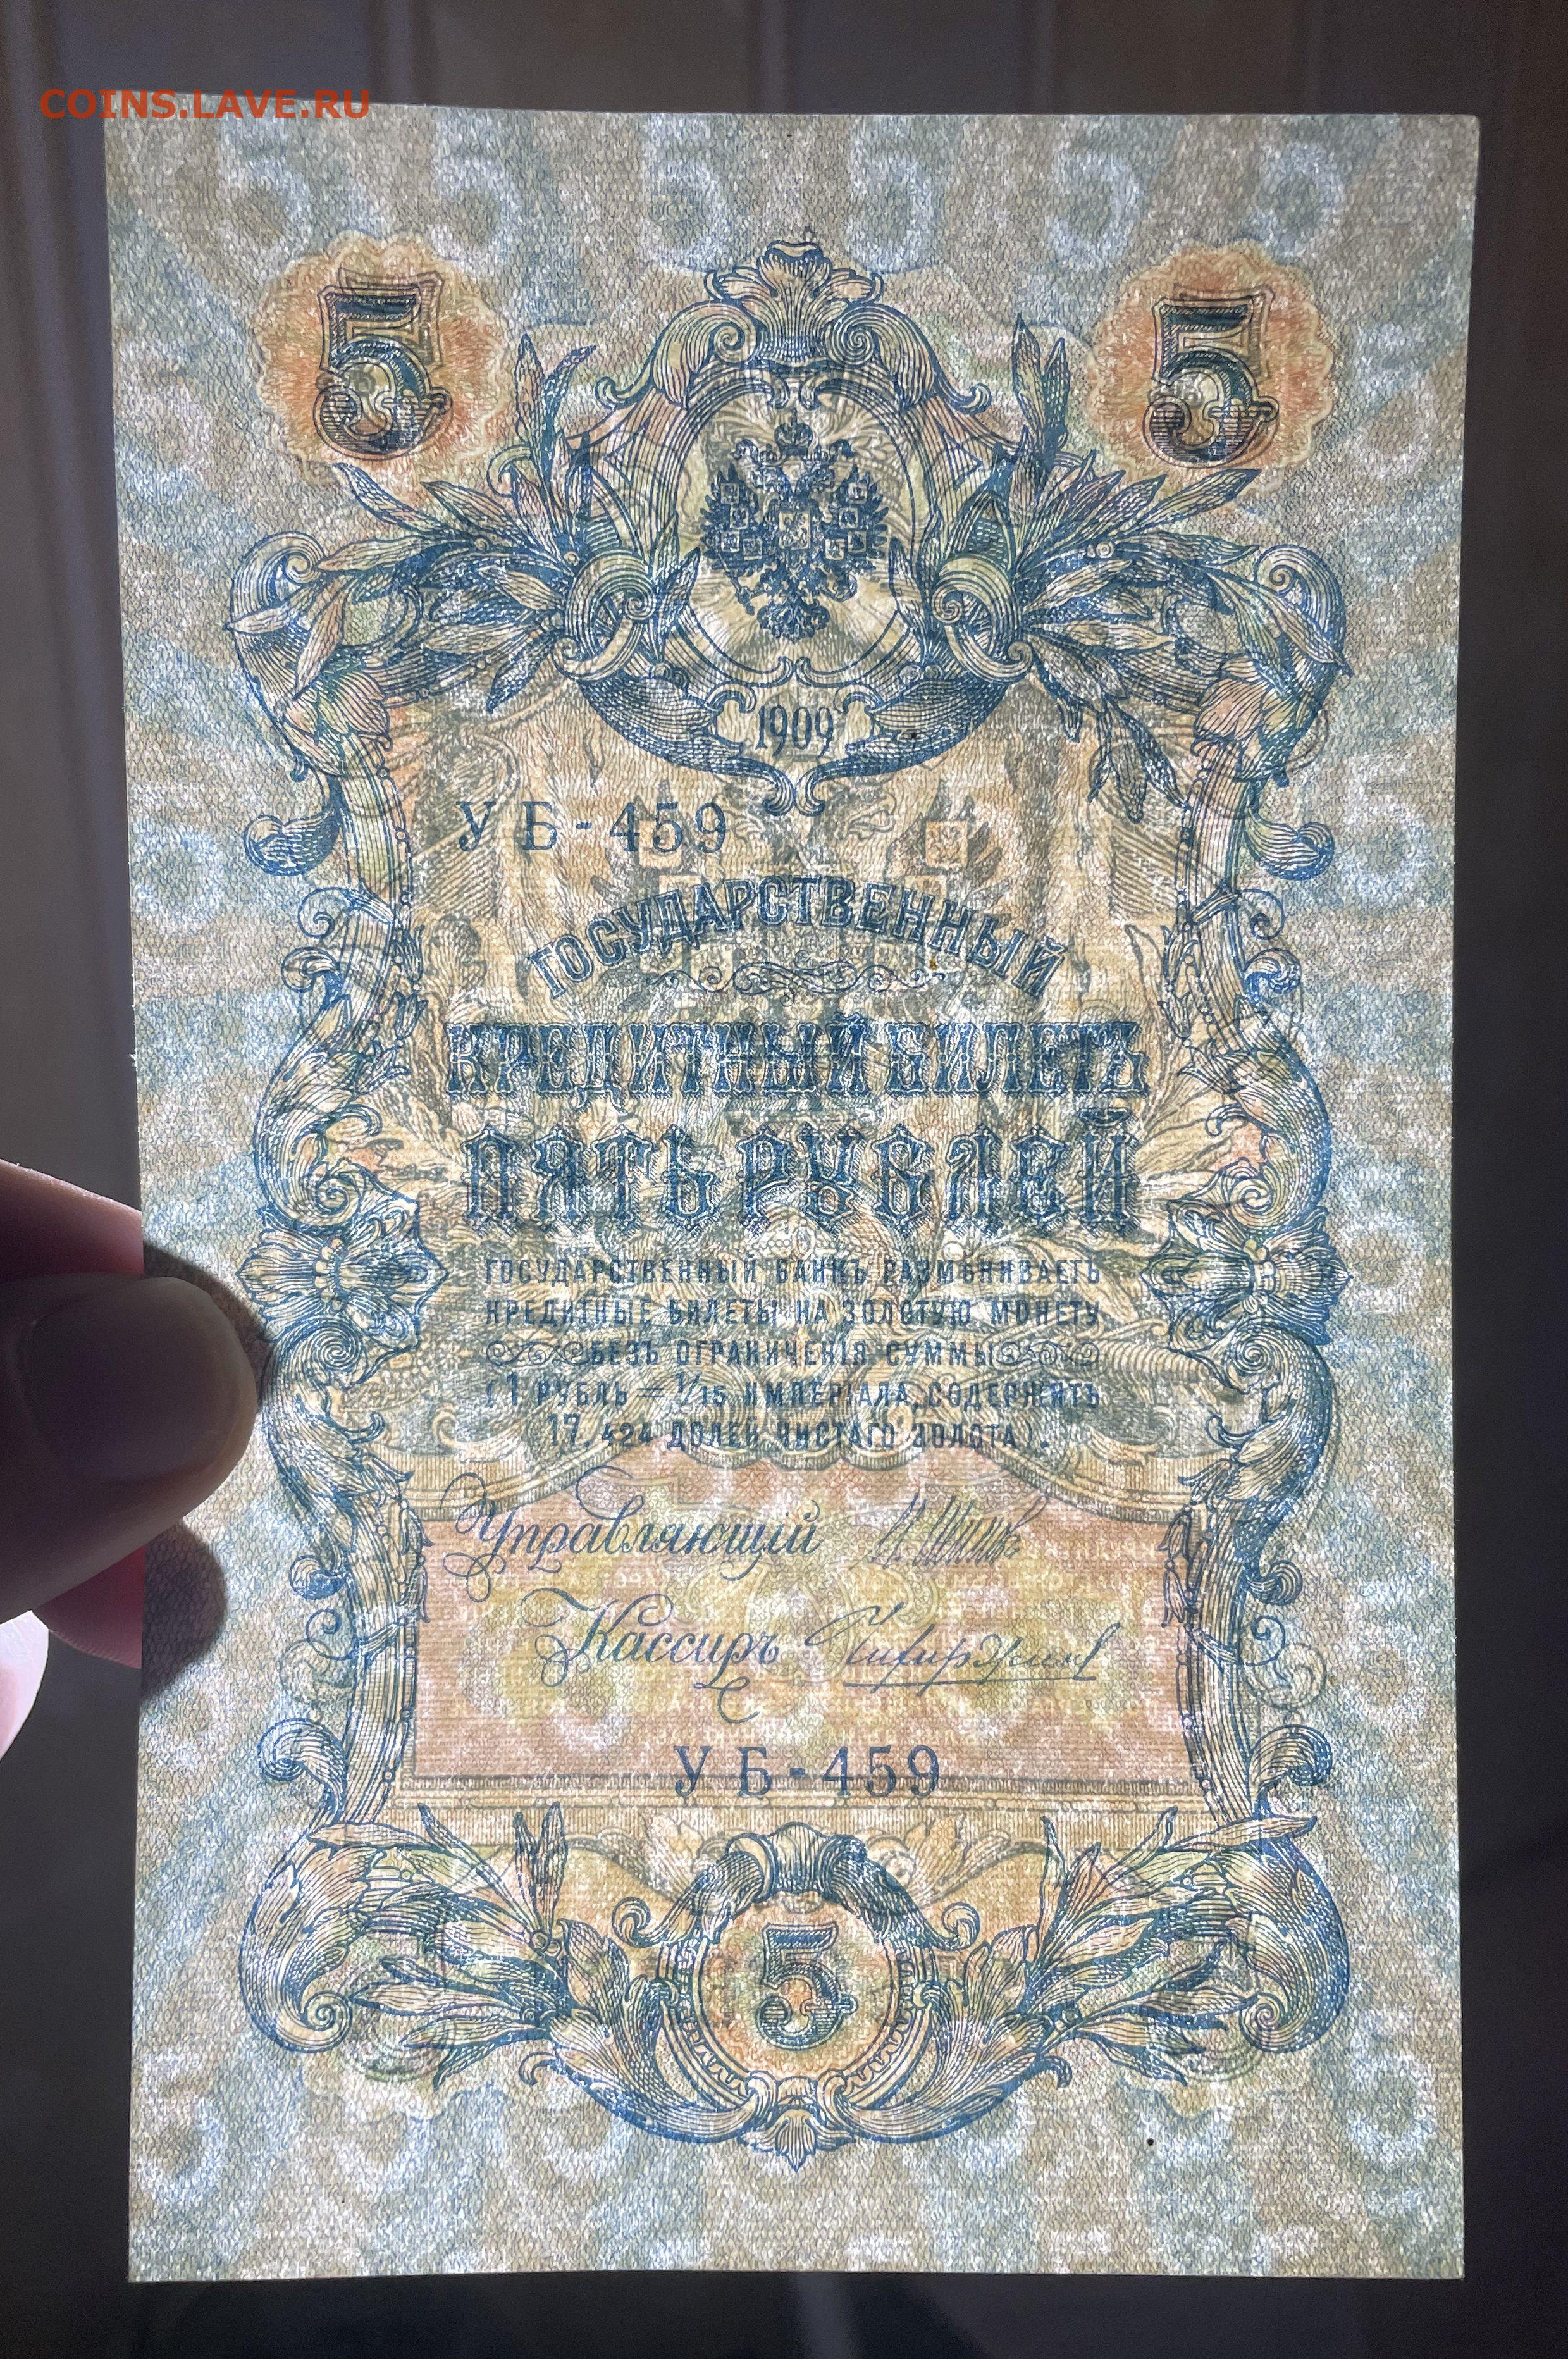 COINS.LAVE.RU
5 5
1909
УБ-459
ГОСУДАРСТВЕННЫЙ
КРЕДИТНЫЙ БИЛЕТЪ
ПЯТЬ РУБЛЕЙ
ГОСУДАРСТВЕННЫЙ БАНКЪ РАЗМѢНИВАЕТЪ
КРЕДИТНЫЕ БИЛЕТЫ НА ЗОЛОТУЮ МОНЕТУ
БЕЗЪ ОГРАНИЧЕНІЯ СУММЫ
(1 РУБЛЬ = 1/15 ИМПЕРІАЛА, СОДЕРЖИТЪ
17,424 ДОЛЕЙ ЧИСТАГО ЗОЛОТА).
Управляющий
Кассиръ
УБ-459
5